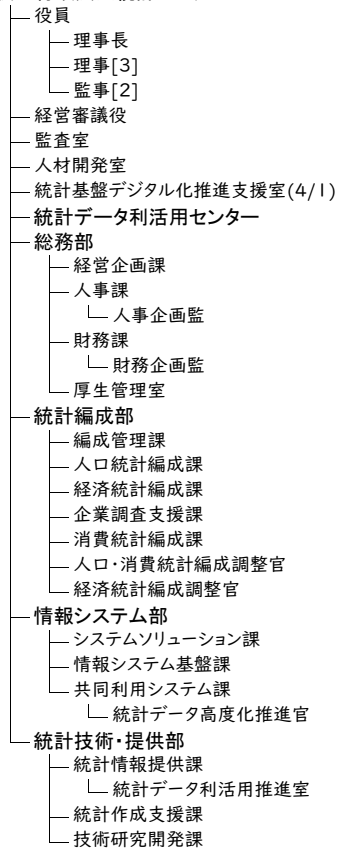 役員
理事長
理事[3]
監事[2]
経営審議役
監査室
人材開発室
統計基盤デジタル化推進支援室(4/1)
統計データ利活用センター
総務部
経営企画課
人事課
人事企画監
財務課
財務企画監
厚生管理室
統計編成部
編成管理課
人口統計編成課
経済統計編成課
企業調査支援課
消費統計編成課
人口・消費統計編成調整官
経済統計編成調整官
情報システム部
システムソリューション課
情報システム基盤課
共同利用システム課
統計データ高度化推進官
統計技術・提供部
統計情報提供課
統計データ利活用推進室
統計作成支援課
技術研究開発課